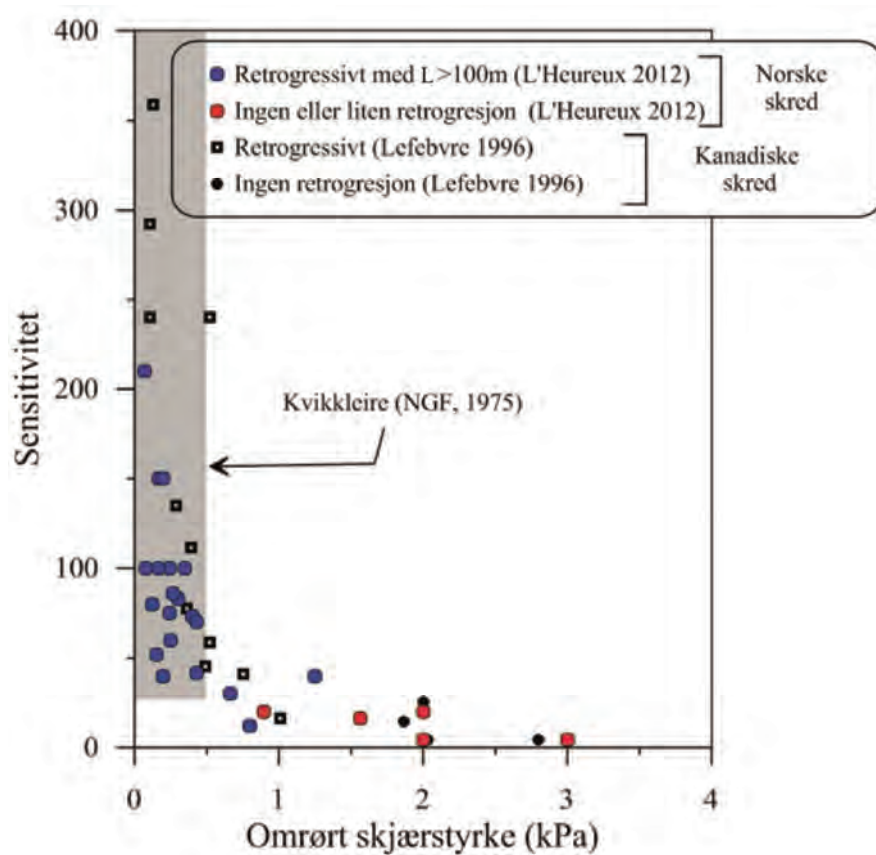 400
300
200
100
0
Sensitivitet
Retrogressivt med L>100m (L'Heureux 2012)
Ingen eller liten retrogresjon (L'Heureux 2012)
Norske
skred
Retrogressivt (Lefebvre 1996)
Ingen retrogresjon (Lefebvre 1996)
Kanadiske
skred
Kvikkleire (NGF, 1975)
0 1 2 3 4
Omrørt skjærstyrke (kPa)